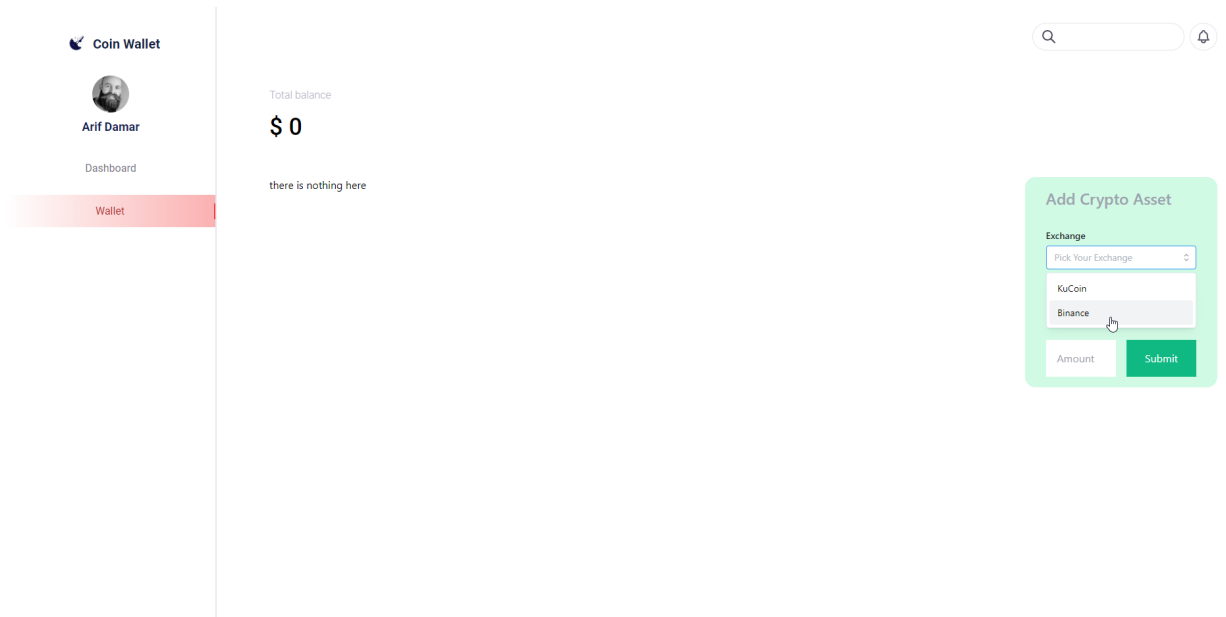 Coin Wallet
Arif Damar
Dashboard
Wallet
Total balance
$ 0
there is nothing here
Add Crypto Asset
Exchange
Pick Your Exchange
KuCoin
Binance
Amount
Submit